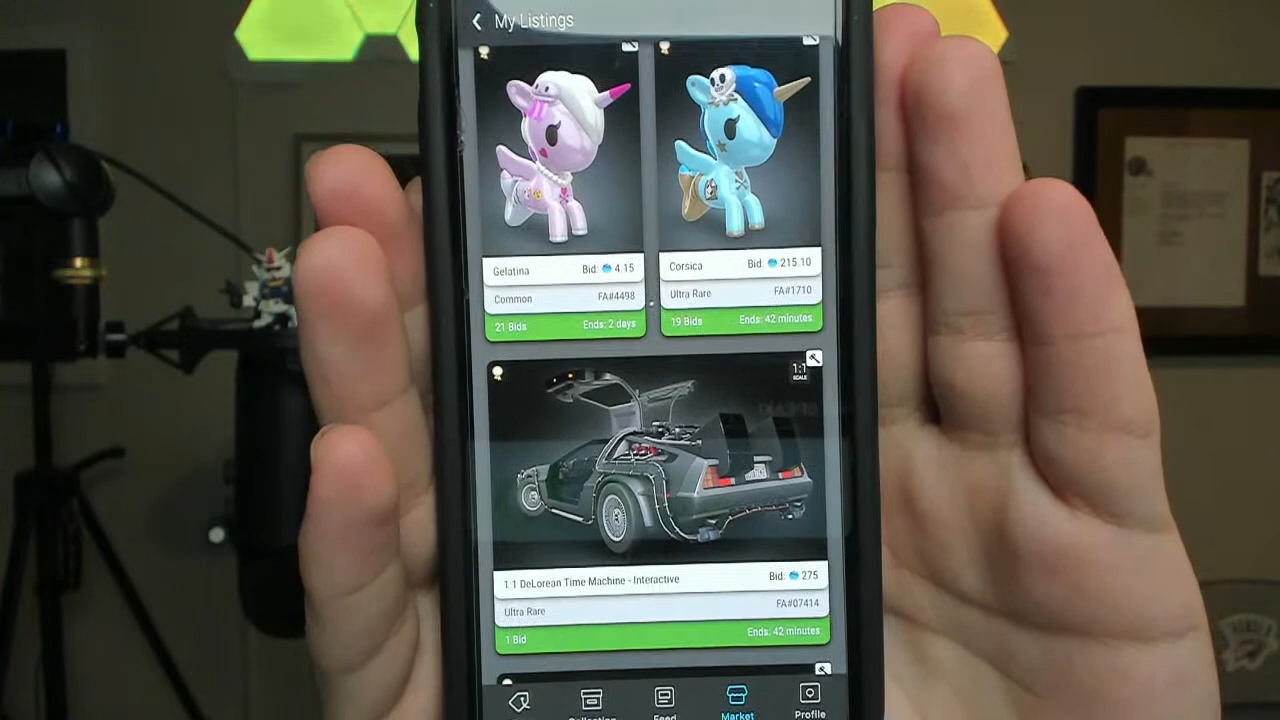 My Listings
Gelatina Bid: 4.15
Common FA#4498
21 Bids Ends: 2 days
Corsica Bid: 215.10
Ultra Rare FA#1710
19 Bids Ends: 42 minutes
1:1
SCALE
1:1 DeLorean Time Machine - Interactive Bid: 275
Ultra Rare FA#07414
1 Bid Ends: 42 minutes
Collection Feed Market Profile